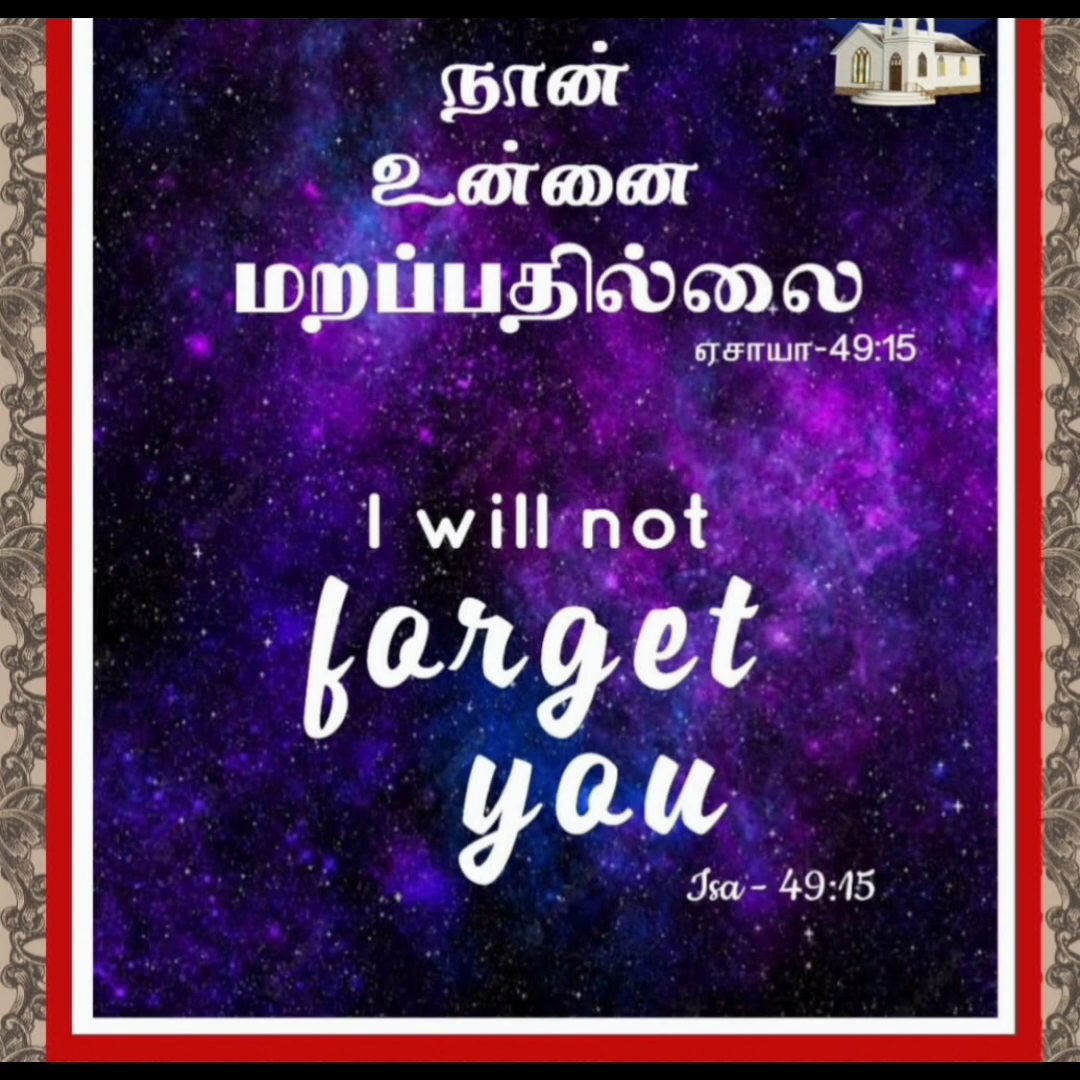 நான்
உன்னை
மறப்பதில்லை
ஏசாயா-49:15
I will not
forget
you
Isa - 49:15